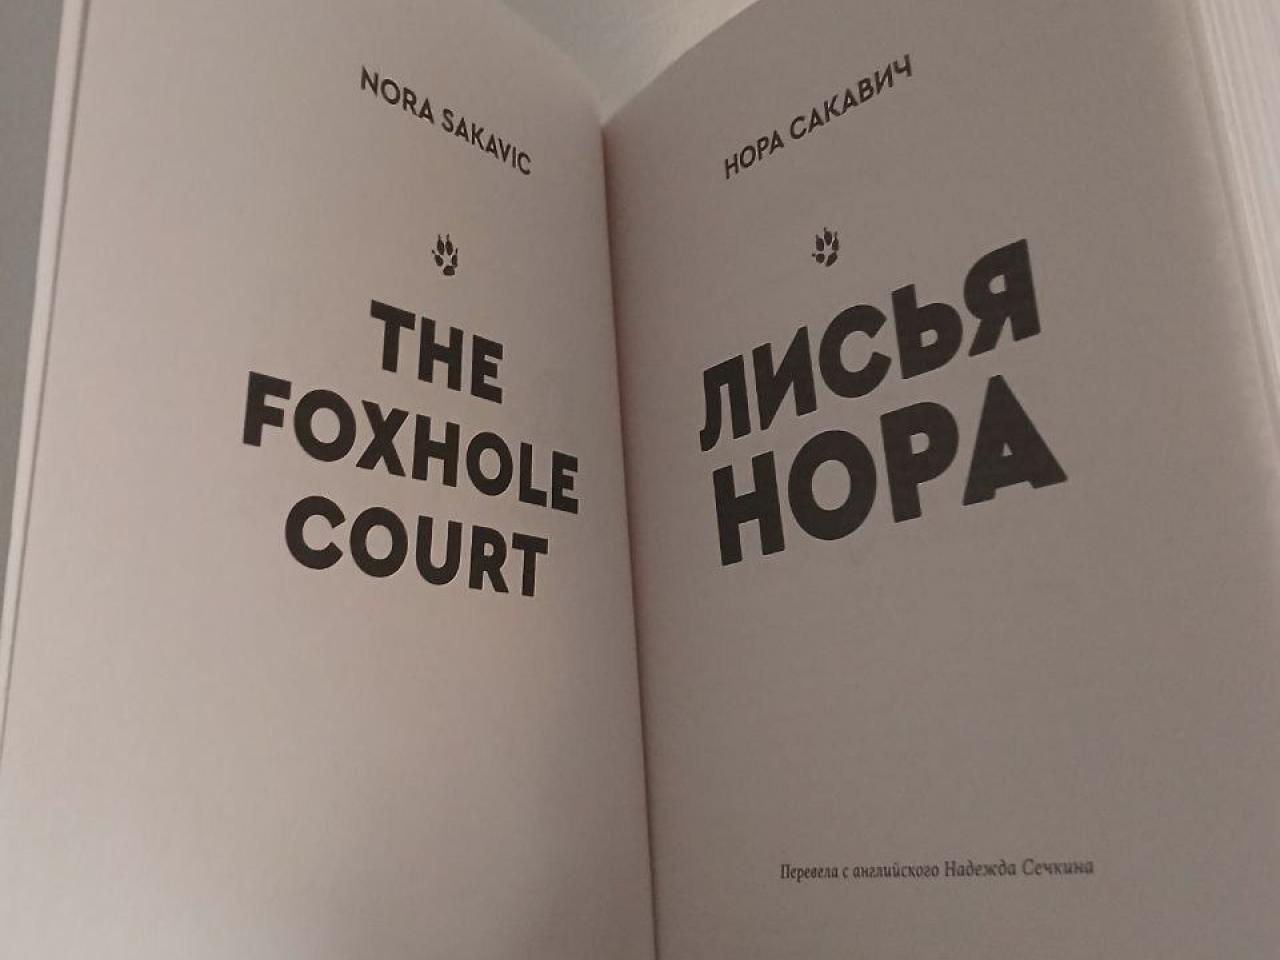 NORA SAKAVIC
THE
FOXHOLE
COURT
НОРА САКАВИЧ
ЛИСЬЯ
НОРА
Перевела с английского Надежда Сечкина